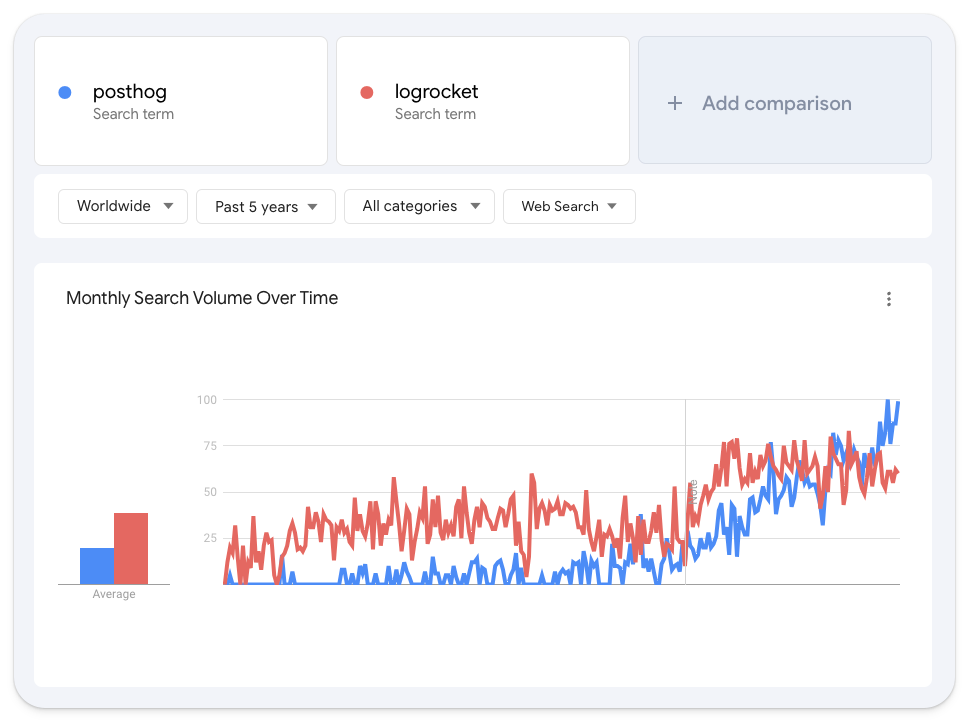 posthog
Search term
logrocket
Search term
+ Add comparison
Worldwide
Past 5 years
All categories
Web Search
Monthly Search Volume Over Time
100
75
50
25
Note
Average